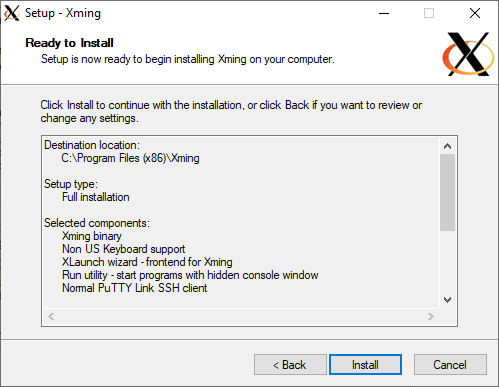 Setup - Xming
Ready to Install
Setup is now ready to begin installing Xming on your computer.
Click Install to continue with the installation, or click Back if you want to review or
change any settings.
Destination location:
C:\Program Files (x86)\Xming
Setup type:
Full installation
Selected components:
Xming binary
Non US Keyboard support
XLaunch wizard - frontend for Xming
Run utility - start programs with hidden console window
Normal PuTTY Link SSH client
< Back
Install
Cancel